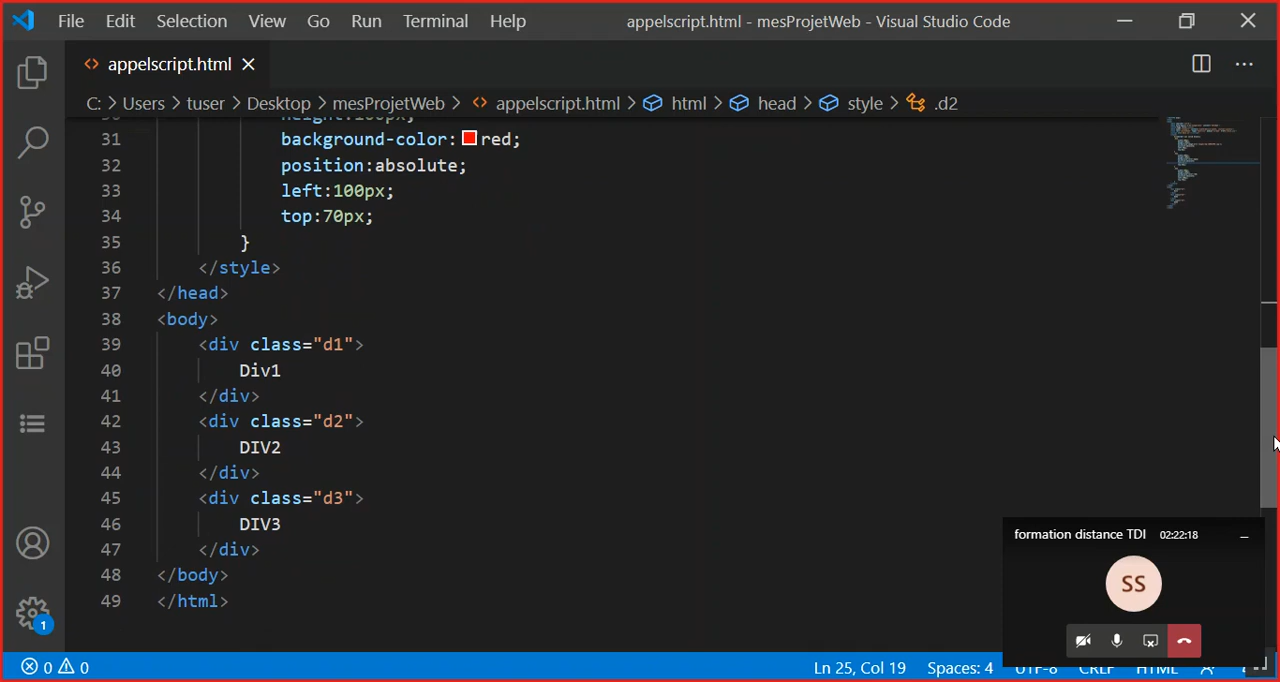 File Edit Selection View Go Run Terminal Help appelscript.html - mesProjetWeb - Visual Studio Code
appelscript.html
C: > Users > tuser > Desktop > mesProjetWeb > appelscript.html > html > head > style > .d2
31 background-color: red;
32 position:absolute;
33 left:100px;
34 top:70px;
35 }
36 </style>
37 </head>
38 <body>
39 <div class="d1">
40 Div1
41 </div>
42 <div class="d2">
43 DIV2
44 </div>
45 <div class="d3">
46 DIV3
47 </div>
48 </body>
49 </html>
formation distance TDI 02:22:18
SS
1
0 0 Ln 25, Col 19 Spaces: 4 UTF-8 CRLF HTML